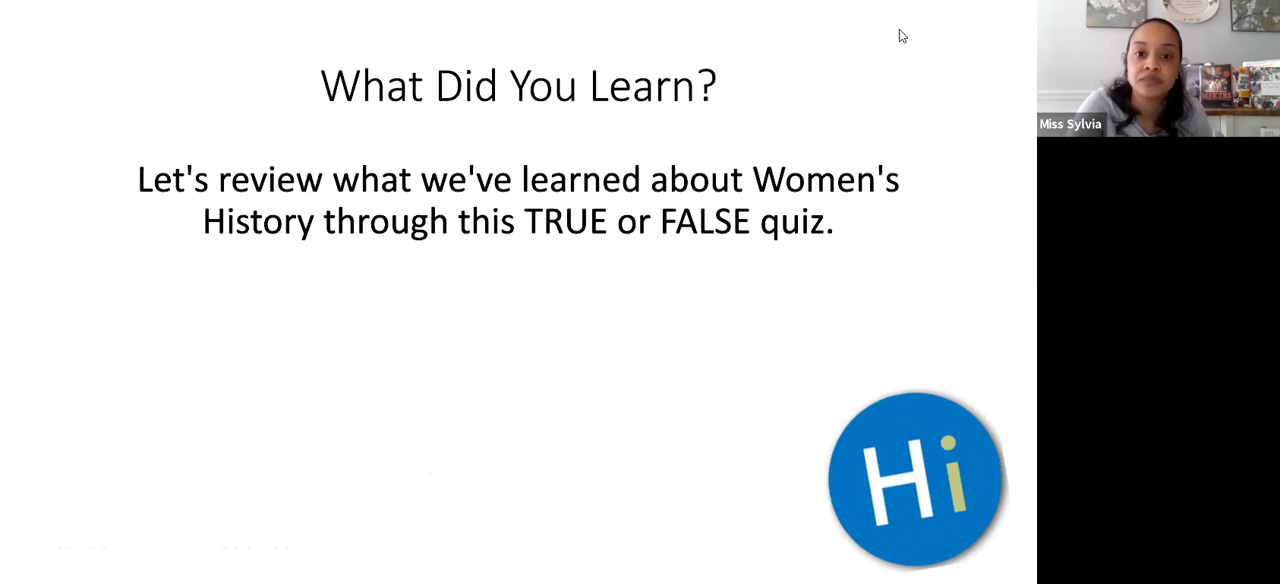 What Did You Learn?
Let's review what we've learned about Women's
History through this TRUE or FALSE quiz.
Hi
Miss Sylvia
MAKERS